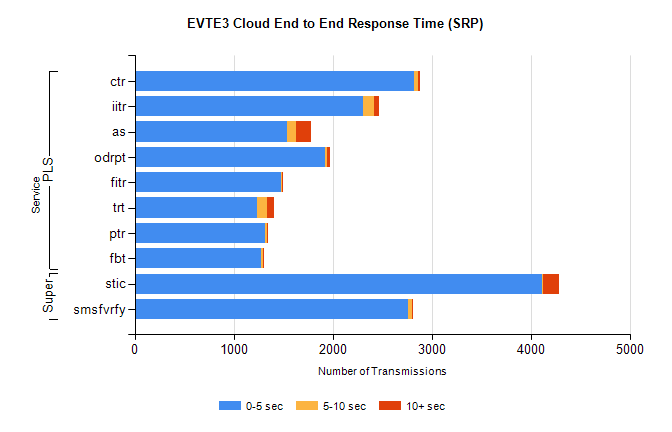 EVTE3 Cloud End to End Response Time (SRP)
Service
PLS
Super
ctr
iitr
as
odrpt
fitr
trt
ptr
fbt
stic
smsfvrfy
0 1000 2000 3000 4000 5000
Number of Transmissions
0-5 sec 5-10 sec 10+ sec